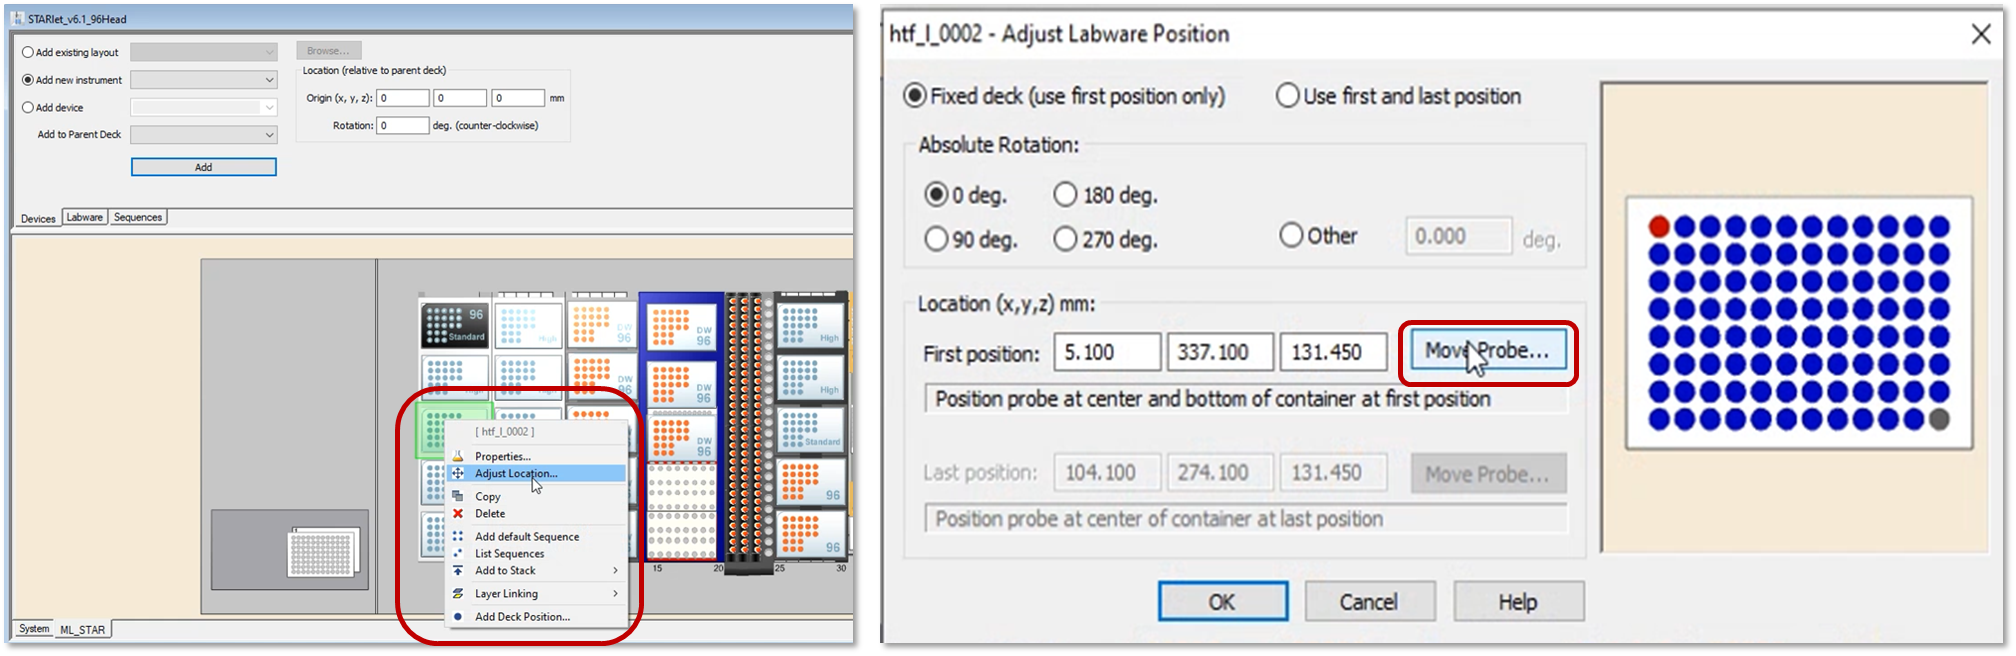 STARlet_v6.1_96Head
Add existing layout
Browse...
Add new instrument
Location (relative to parent deck)
Origin (x, y, z): 0 0 0 mm
Add device
Rotation: 0 deg. (counter-clockwise)
Add to Parent Deck
Add
Devices Labware Sequences
96
Standard
High
DW
96
DW
96
High
DW
96
DW
96
High
DW
96
Standard
96
96
15 20 25 30
[ htf_l_0002 ]
Properties...
Adjust Location...
Copy
Delete
Add default Sequence
List Sequences
Add to Stack
Layer Linking
Add Deck Position...
System ML_STAR
htf_l_0002 - Adjust Labware Position
Fixed deck (use first position only) Use first and last position
Absolute Rotation:
0 deg. 180 deg.
90 deg. 270 deg. Other 0.000 deg.
Location (x,y,z) mm:
First position: 5.100 337.100 131.450 Move Probe...
Position probe at center and bottom of container at first position
Last position: 104.100 274.100 131.450 Move Probe...
Position probe at center of container at last position
OK Cancel Help